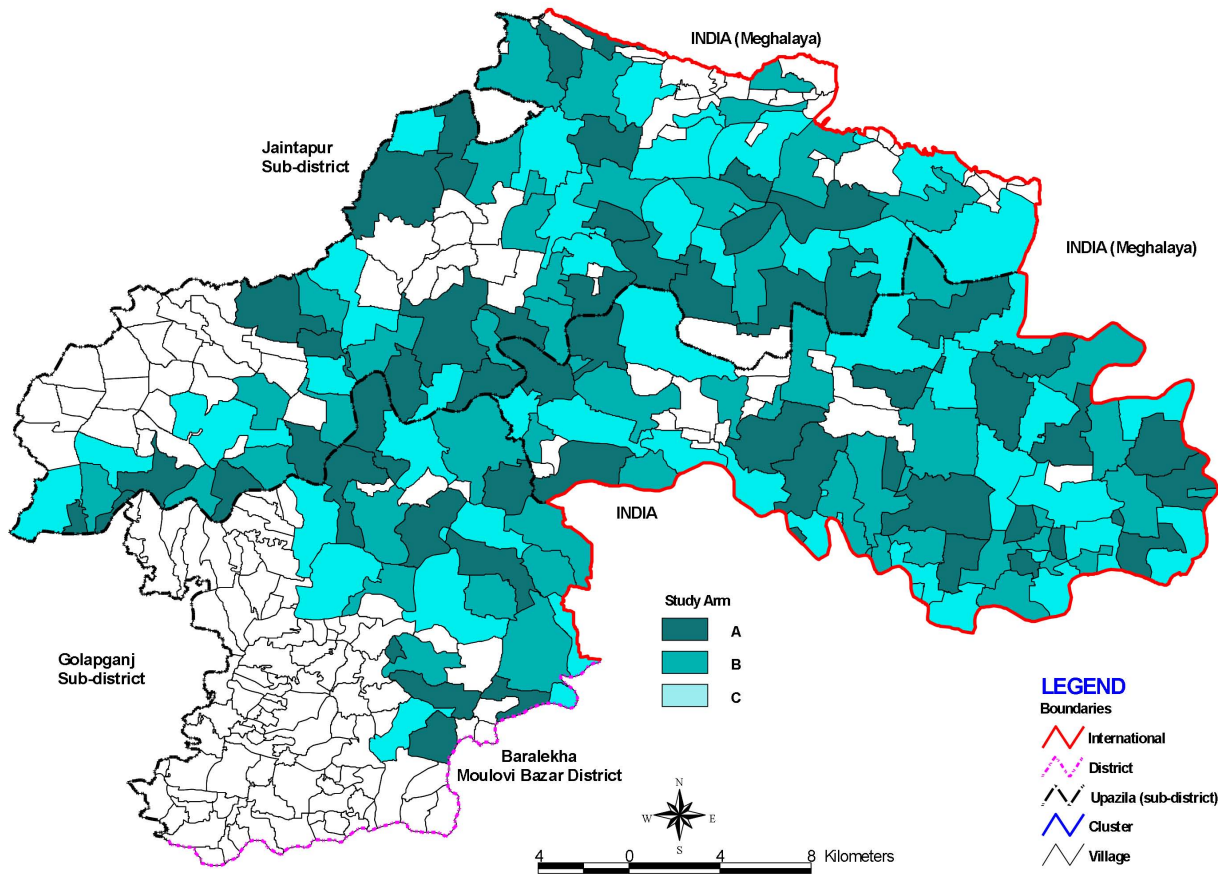 INDIA (Meghalaya)
Jaintapur
Sub-district
INDIA (Meghalaya)
INDIA
Study Arm
A
B
C
Golapganj
Sub-district
Baralekha
Moulovi Bazar District
LEGEND
Boundaries
International
District
Upazila (sub-district)
Cluster
Village
N
W E
S
4 0 4 8 Kilometers